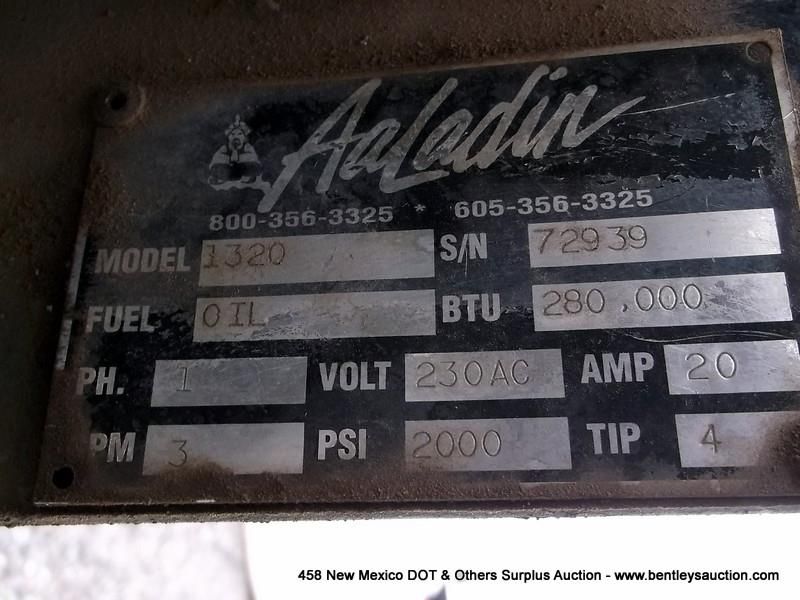 AaLadin
800-356-3325 * 605-356-3325
MODEL 1320 S/N 72939
FUEL OIL BTU 280,000
PH. 1 VOLT 230AC AMP 20
PM 3 PSI 2000 TIP 4
458 New Mexico DOT & Others Surplus Auction - www.bentleysauction.com